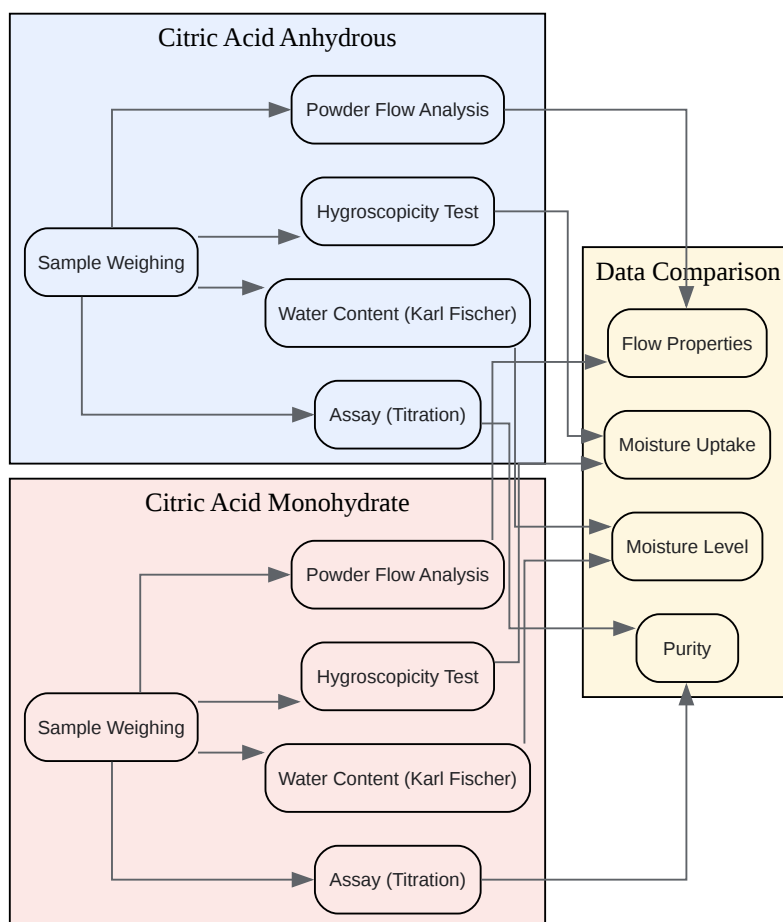 Citric Acid Anhydrous
Powder Flow Analysis
Hygroscopicity Test
Sample Weighing
Water Content (Karl Fischer)
Assay (Titration)
Citric Acid Monohydrate
Powder Flow Analysis
Hygroscopicity Test
Sample Weighing
Water Content (Karl Fischer)
Assay (Titration)
Data Comparison
Flow Properties
Moisture Uptake
Moisture Level
Purity